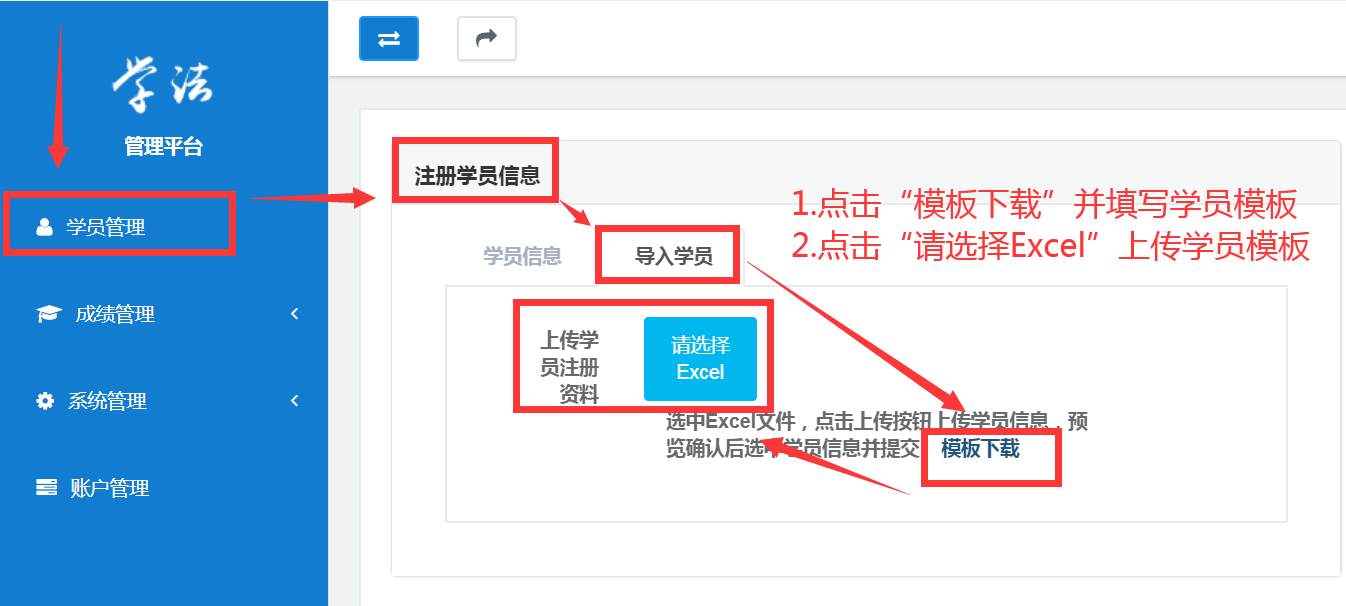 学法
管理平台
学员管理
成绩管理
系统管理
账户管理
注册学员信息
1.点击“模板下载”并填写学员模板
2.点击“请选择Excel”上传学员模板
学员信息
导入学员
上传学
员注册
资料
请选择
Excel
选中Excel文件，点击上传按钮上传学员信息，预
览确认后选中学员信息并提交 模板下载